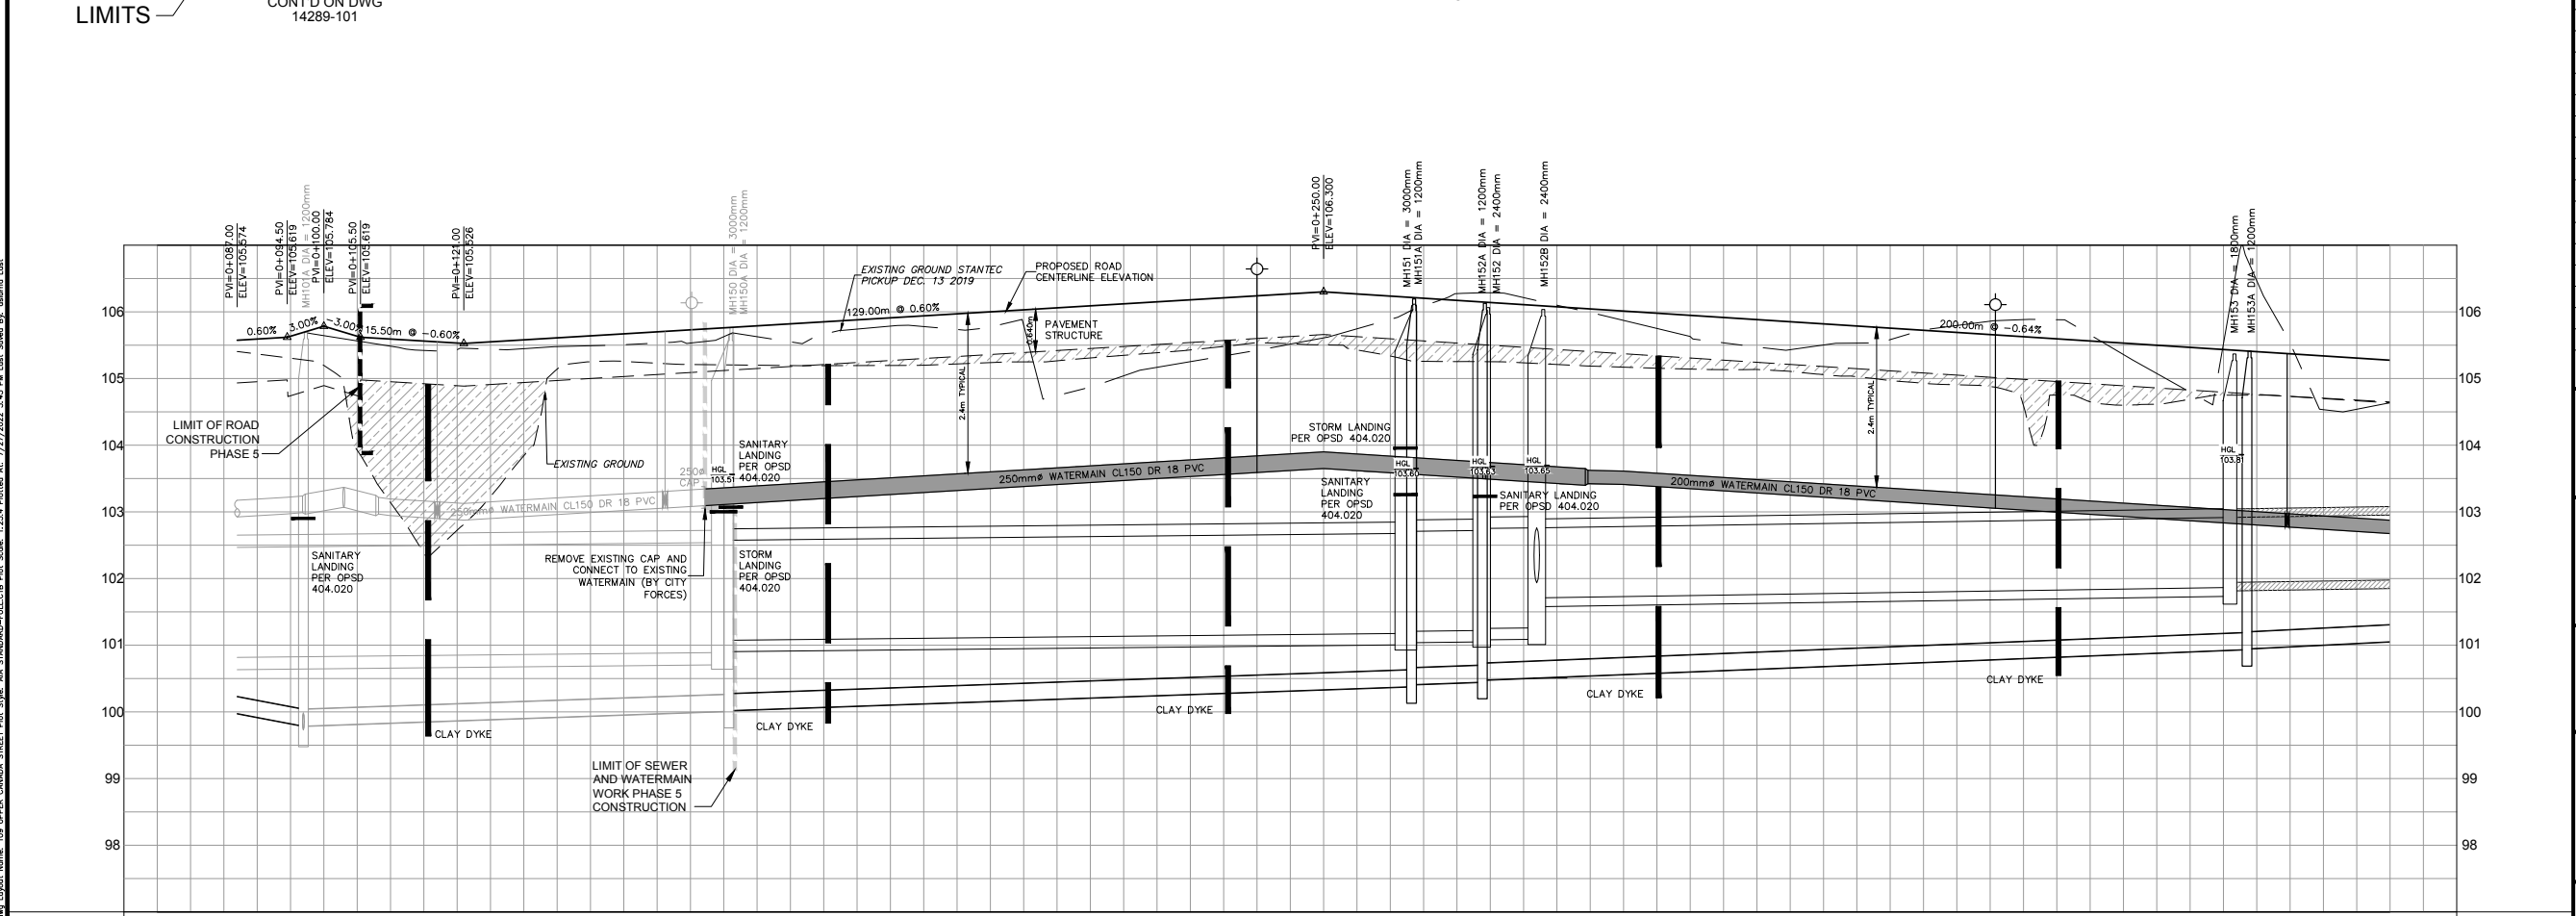 LIMITS
CONT'D ON DWG
14289-101
PVI=0+087.00
ELEV=105.574
PVI=0+094.50
ELEV=105.619
MH101A DIA = 1200mm
PVI=0+100.00
ELEV=105.784
PVI=0+105.50
ELEV=105.619
PVI=0+121.00
ELEV=105.526
MH150 DIA = 3000mm
MH150A DIA = 1200mm
PVI=0+250.00
ELEV=106.300
MH151 DIA = 3000mm
MH151A DIA = 1200mm
MH152A DIA = 1200mm
MH152 DIA = 2400mm
MH152B DIA = 2400mm
MH153 DIA = 1800mm
MH153A DIA = 1200mm
EXISTING GROUND STANTEC
PICKUP DEC. 13 2019
PROPOSED ROAD
CENTERLINE ELEVATION
106
106
0.60%
3.00%
-3.00%
15.50m @ -0.60%
129.00m @ 0.60%
0.640m
PAVEMENT
STRUCTURE
200.00m @ -0.64%
105
105
2.4m TYPICAL
2.4m TYPICAL
LIMIT OF ROAD
CONSTRUCTION
PHASE 5
104
104
EXISTING GROUND
SANITARY
LANDING
PER OPSD
404.020
STORM LANDING
PER OPSD 404.020
250ø
CAP
HGL
103.51
HGL
103.60
HGL
103.63
HGL
103.65
HGL
103.81
250mmø WATERMAIN CL150 DR 18 PVC
250mmø WATERMAIN CL150 DR 18 PVC
200mmø WATERMAIN CL150 DR 18 PVC
SANITARY
LANDING
PER OPSD
404.020
SANITARY LANDING
PER OPSD 404.020
103
103
SANITARY
LANDING
PER OPSD
404.020
REMOVE EXISTING CAP AND
CONNECT TO EXISTING
WATERMAIN (BY CITY
FORCES)
STORM
LANDING
PER OPSD
404.020
102
102
101
101
100
100
CLAY DYKE
CLAY DYKE
CLAY DYKE
CLAY DYKE
CLAY DYKE
LIMIT OF SEWER
AND WATERMAIN
WORK PHASE 5
CONSTRUCTION
99
99
98
98